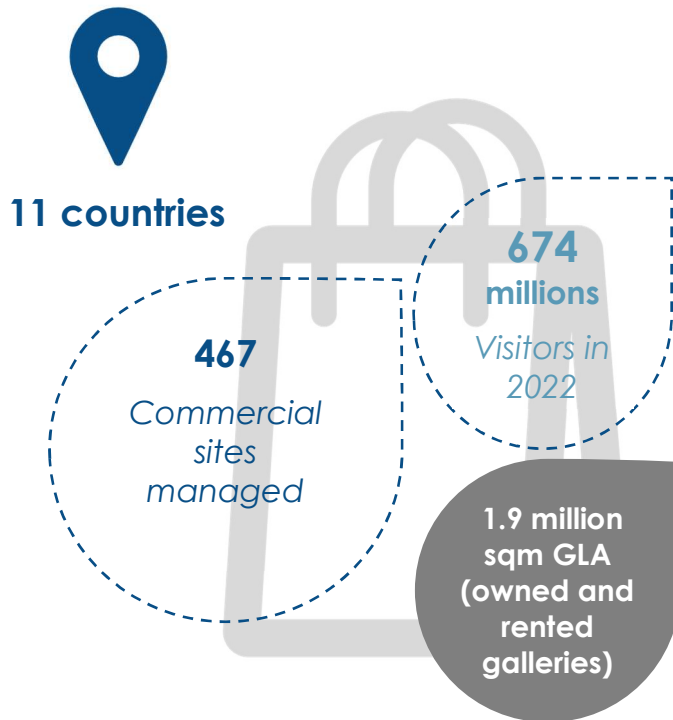 11 countries
674
millions
Visitors in
2022
467
Commercial
sites
managed
1.9 million
sqm GLA
(owned and
rented
galleries)